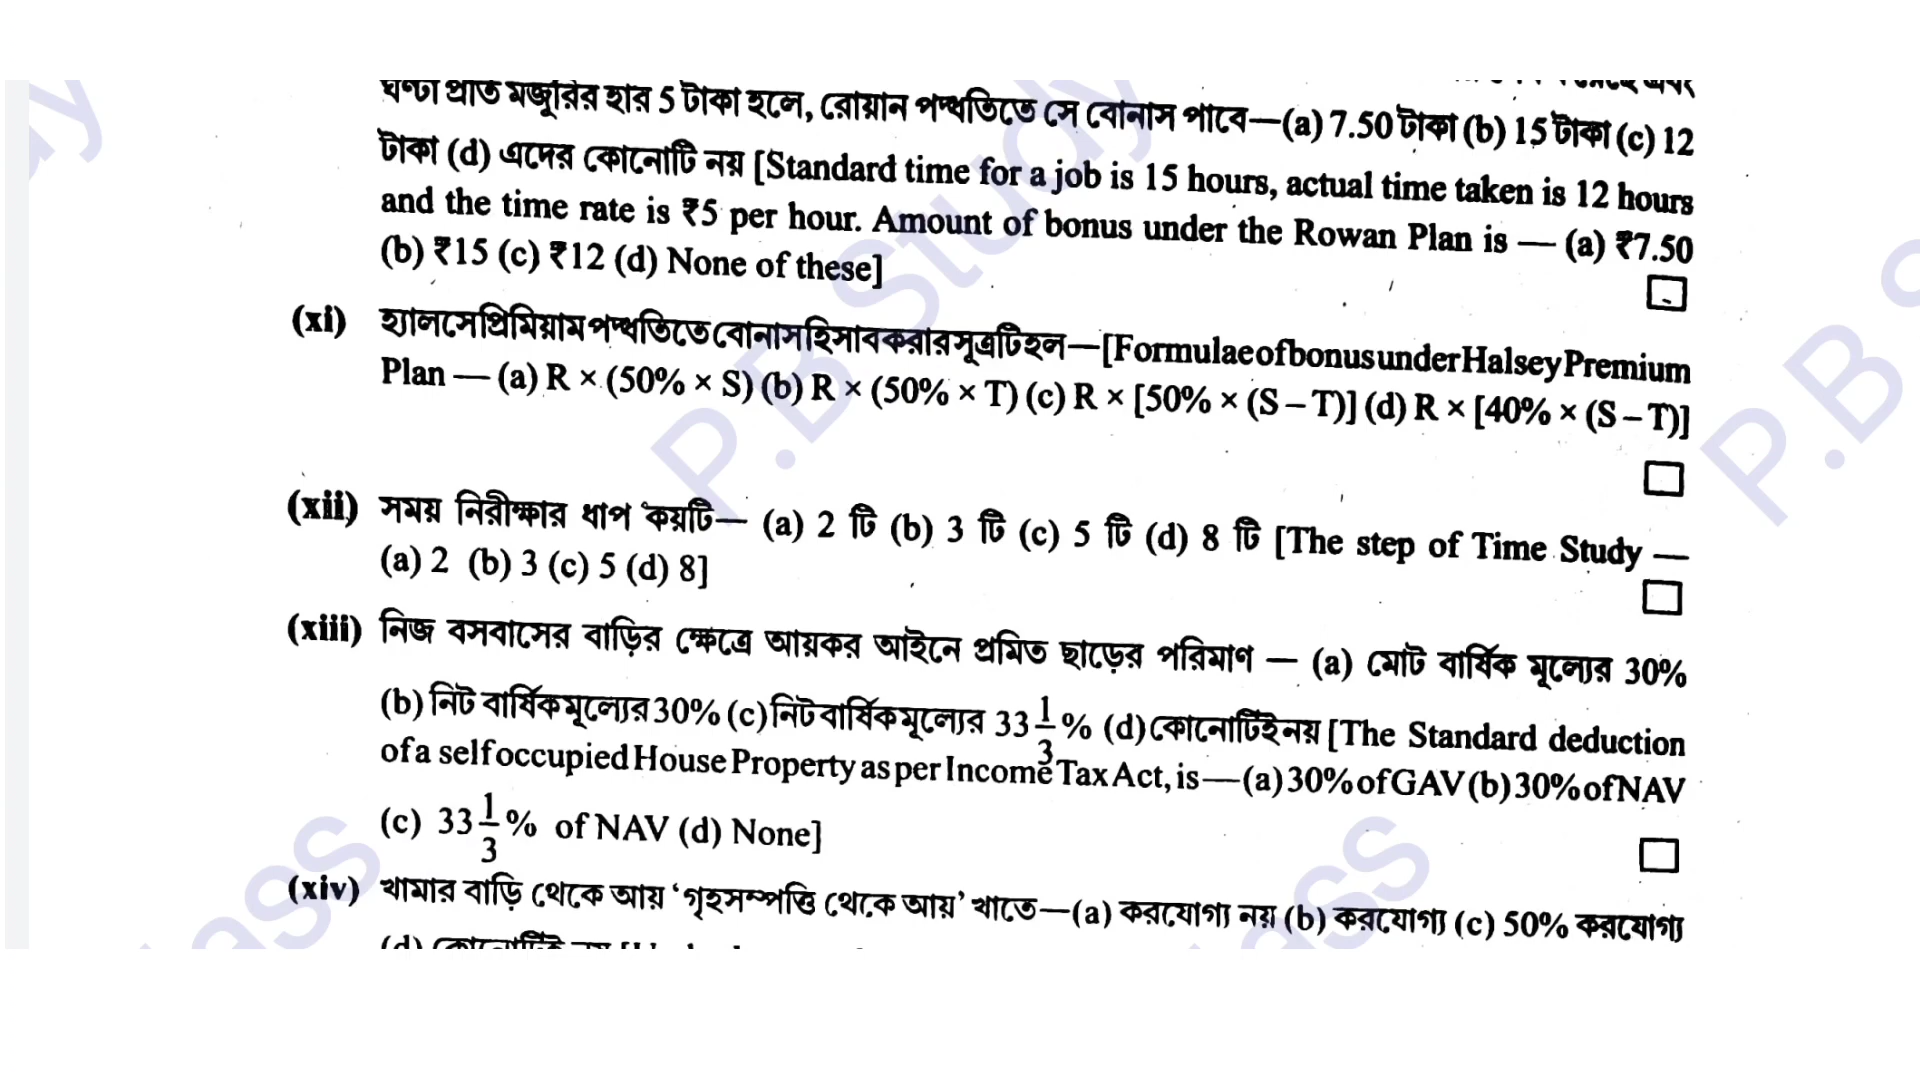 ঘণ্টা প্রতি মজুরির হার 5 টাকা হলে, রোয়ান পদ্ধতিতে সে বোনাস পাবে—(a) 7.50 টাকা (b) 15 টাকা (c) 12
টাকা (d) এদের কোনোটি নয় [Standard time for a job is 15 hours, actual time taken is 12 hours
and the time rate is ₹5 per hour. Amount of bonus under the Rowan Plan is — (a) ₹7.50
(b) ₹15 (c) ₹12 (d) None of these]
(xi) হ্যালসে প্রিমিয়াম পদ্ধতিতে বোনাস হিসাব করার সূত্রটি হল—[Formulae of bonus under Halsey Premium
Plan — (a) R × (50% × S) (b) R × (50% × T) (c) R × [50% × (S – T)] (d) R × [40% × (S – T)]
(xii) সময় নিরীক্ষার ধাপ কয়টি— (a) 2 টি (b) 3 টি (c) 5 টি (d) 8 টি [The step of Time Study —
(a) 2 (b) 3 (c) 5 (d) 8]
(xiii) নিজ বসবাসের বাড়ির ক্ষেত্রে আয়কর আইনে প্রমিত ছাড়ের পরিমাণ — (a) মোট বার্ষিক মূল্যের 30%
(b) নিট বার্ষিক মূল্যের 30% (c) নিট বার্ষিক মূল্যের 33 1/3 % (d) কোনোটিই নয় [The Standard deduction
of a self occupied House Property as per Income Tax Act, is — (a) 30% of GAV (b) 30% of NAV
(c) 33 1/3 % of NAV (d) None]
(xiv) খামার বাড়ি থেকে আয় ‘গৃহসম্পত্তি থেকে আয়’ খাতে—(a) করযোগ্য নয় (b) করযোগ্য (c) 50% করযোগ্য
(d) কোনোটিই নয়
P.B Study
P.B S